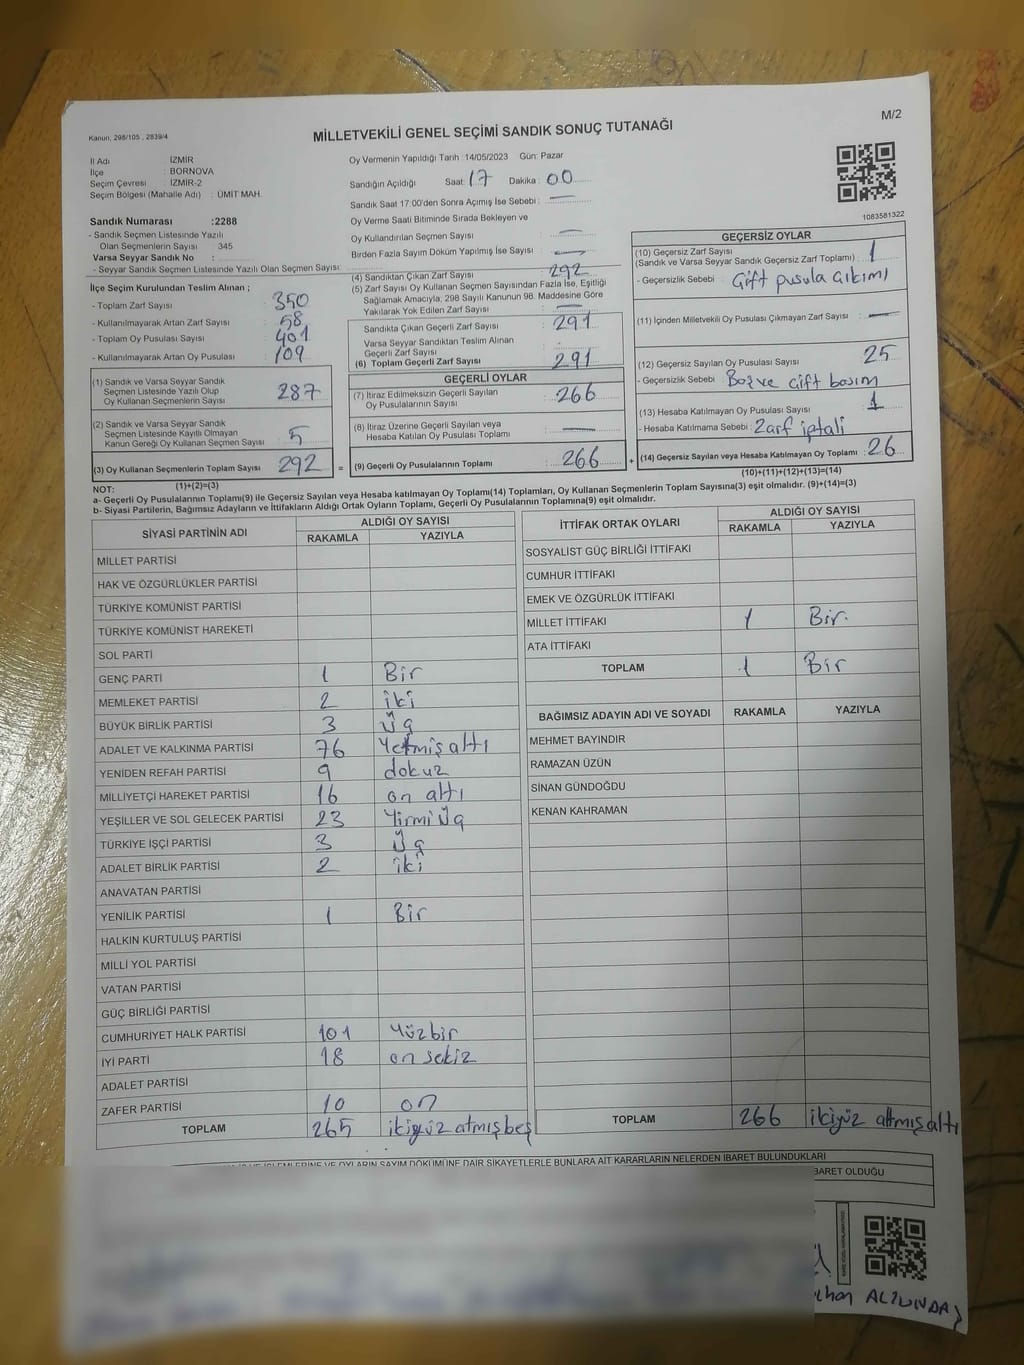 M/2
Kanun, 298/105 , 2839/4
MİLLETVEKİLİ GENEL SEÇİMİ SANDIK SONUÇ TUTANAĞI
İl Adı : İZMİR
İlçe : BORNOVA
Seçim Çevresi : İZMİR-2
Seçim Bölgesi (Mahalle Adı) : ÜMİT MAH.
Sandık Numarası :2288
- Sandık Seçmen Listesinde Yazılı
Olan Seçmenlerin Sayısı : 345
Varsa Seyyar Sandık No :
- Seyyar Sandık Seçmen Listesinde Yazılı Olan Seçmen Sayısı:
İlçe Seçim Kurulundan Teslim Alınan ;
- Toplam Zarf Sayısı : 350
- Kullanılmayarak Artan Zarf Sayısı : 58
- Toplam Oy Pusulası Sayısı : 401
- Kullanılmayarak Artan Oy Pusulası : 109
(1) Sandık ve Varsa Seyyar Sandık
Seçmen Listesinde Yazılı Olup
Oy Kullanan Seçmenlerin Sayısı : 287
(2) Sandık ve Varsa Seyyar Sandık
Seçmen Listesinde Kayıtlı Olmayan
Kanun Gereği Oy Kullanan Seçmen Sayısı : 5
(3) Oy Kullanan Seçmenlerin Toplam Sayısı : 292
(1)+(2)=(3)
Oy Vermenin Yapıldığı Tarih :14/05/2023 Gün: Pazar
Sandığın Açıldığı Saat: 17 Dakika : 00
Sandık Saat 17:00'den Sonra Açımış İse Sebebi : —
Oy Verme Saati Bitiminde Sırada Bekleyen ve
Oy Kullandırılan Seçmen Sayısı : —
Birden Fazla Sayım Döküm Yapılmış İse Sayısı : —
(4) Sandıktan Çıkan Zarf Sayısı : 292
(5) Zarf Sayısı Oy Kullanan Seçmen Sayısından Fazla İse, Eşitliği
Sağlamak Amacıyla, 298 Sayılı Kanunun 98. Maddesine Göre
Yakılarak Yok Edilen Zarf Sayısı : —
Sandıkta Çıkan Geçerli Zarf Sayısı : 291
Varsa Seyyar Sandıktan Teslim Alınan
Geçerli Zarf Sayısı :
(6) Toplam Geçerli Zarf Sayısı : 291
GEÇERLİ OYLAR
(7) İtiraz Edilmeksizin Geçerli Sayılan
Oy Pusulalarının Sayısı : 266
(8) İtiraz Üzerine Geçerli Sayılan veya
Hesaba Katılan Oy Pusulası Toplamı : —
= (9) Geçerli Oy Pusulalarının Toplamı : 266 +
1083581322
GEÇERSİZ OYLAR
(10) Geçersiz Zarf Sayısı
(Sandık ve Varsa Seyyar Sandık Geçersiz Zarf Toplamı) : 1
- Geçersizlik Sebebi : Çift pusula çıkımı
(11) İçinden Milletvekili Oy Pusulası Çıkmayan Zarf Sayısı : —
(12) Geçersiz Sayılan Oy Pusulası Sayısı : 25
- Geçersizlik Sebebi : Boş ve çift basım
(13) Hesaba Katılmayan Oy Pusulası Sayısı : 1
- Hesaba Katılmama Sebebi : Zarf iptali
(14) Geçersiz Sayılan veya Hesaba Katılmayan Oy Toplamı : 26
(10)+(11)+(12)+(13)=(14)
NOT:
a- Geçerli Oy Pusulalarının Toplamı(9) ile Geçersiz Sayılan veya Hesaba katılmayan Oy Toplamı(14) Toplamları, Oy Kullanan Seçmenlerin Toplam Sayısına(3) eşit olmalıdır. (9)+(14)=(3)
b- Siyasi Partilerin, Bağımsız Adayların ve İttifakların Aldığı Ortak Oyların Toplamı, Geçerli Oy Pusulalarının Toplamına(9) eşit olmalıdır.
SİYASİ PARTİNİN ADI ALDIĞI OY SAYISI
RAKAMLA YAZIYLA
MİLLET PARTİSİ
HAK VE ÖZGÜRLÜKLER PARTİSİ
TÜRKİYE KOMÜNİST PARTİSİ
TÜRKİYE KOMÜNİST HAREKETİ
SOL PARTİ
GENÇ PARTİ 1 Bir
MEMLEKET PARTİSİ 2 iki
BÜYÜK BİRLİK PARTİSİ 3 Üç
ADALET VE KALKINMA PARTİSİ 76 Yetmiş altı
YENİDEN REFAH PARTİSİ 9 dokuz
MİLLİYETÇİ HAREKET PARTİSİ 16 on altı
YEŞİLLER VE SOL GELECEK PARTİSİ 23 Yirmi Üç
TÜRKİYE İŞÇİ PARTİSİ 3 Üç
ADALET BİRLİK PARTİSİ 2 iki
ANAVATAN PARTİSİ
YENİLİK PARTİSİ 1 Bir
HALKIN KURTULUŞ PARTİSİ
MİLLİ YOL PARTİSİ
VATAN PARTİSİ
GÜÇ BİRLİĞİ PARTİSİ
CUMHURİYET HALK PARTİSİ 101 Yüzbir
İYİ PARTİ 18 on sekiz
ADALET PARTİSİ
ZAFER PARTİSİ 10 on
TOPLAM 265 ikiyüz atmışbeş
İTTİFAK ORTAK OYLARI ALDIĞI OY SAYISI
RAKAMLA YAZIYLA
SOSYALİST GÜÇ BİRLİĞİ İTTİFAKI
CUMHUR İTTİFAKI
EMEK VE ÖZGÜRLÜK İTTİFAKI
MİLLET İTTİFAKI 1 Bir.
ATA İTTİFAKI
TOPLAM 1 Bir
BAĞIMSIZ ADAYIN ADI VE SOYADI RAKAMLA YAZIYLA
MEHMET BAYINDIR
RAMAZAN ÜZÜN
SİNAN GÜNDOĞDU
KENAN KAHRAMAN
TOPLAM 266 ikiyüz altmışaltı
İŞLEMLERİNE VE OYLARIN SAYIM DÖKÜMÜNE DAİR ŞİKAYETLERLE BUNLARA AİT KARARLARIN NELERDEN İBARET BULUNDUKLARI
BARET OLDUĞU